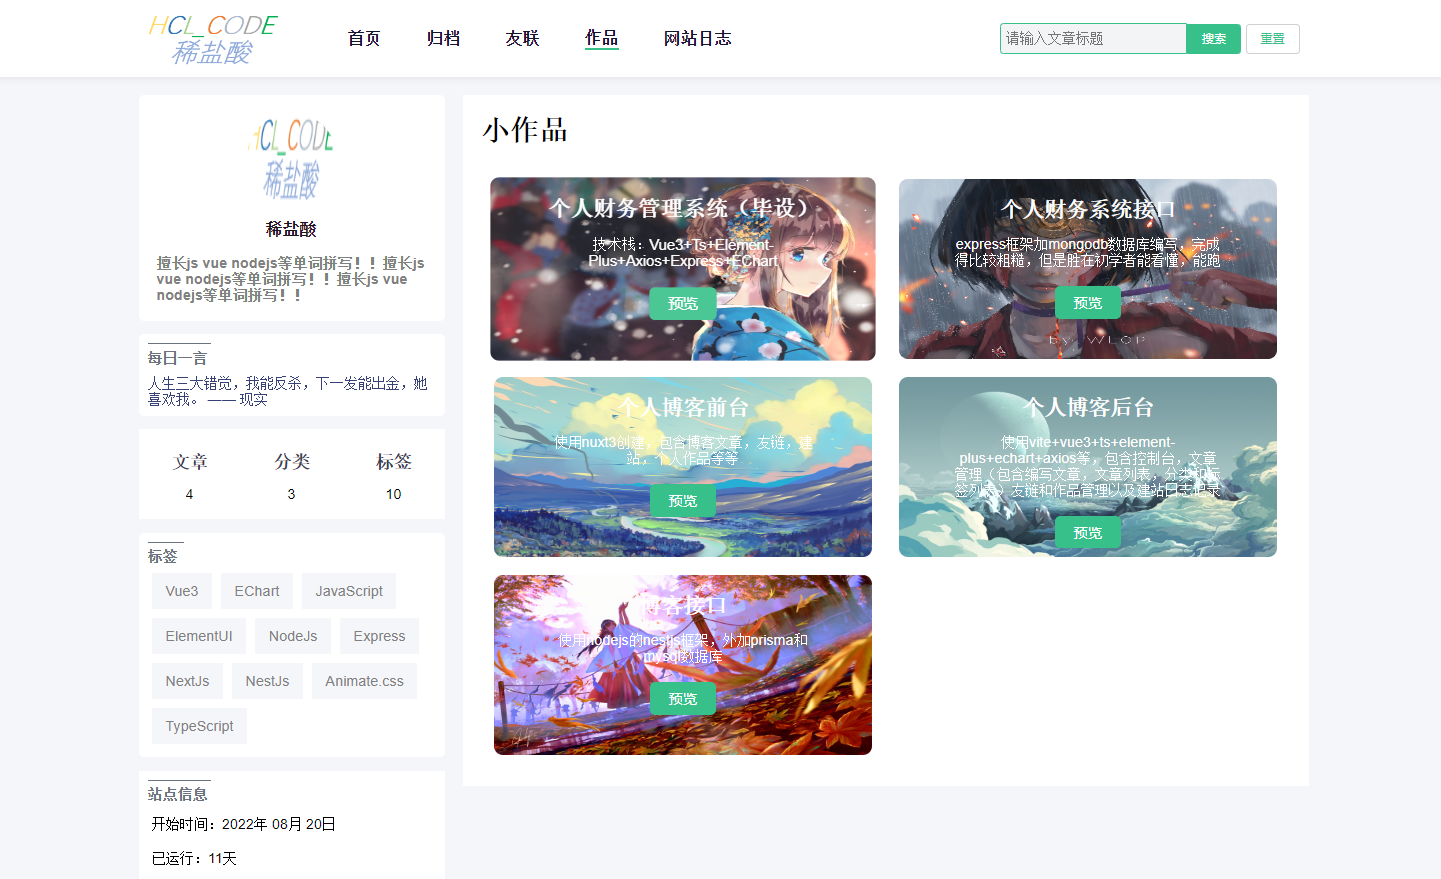 HCL_CODE
稀盐酸
首页
归档
友联
作品
网站日志
请输入文章标题
搜索
重置
HCL_CODE
稀盐酸
稀盐酸
擅长js vue nodejs等单词拼写！！擅长js
vue nodejs等单词拼写！！擅长js vue
nodejs等单词拼写！！
每日一言
人生三大错觉，我能反杀，下一发能出金，她
喜欢我。 —— 现实
文章
分类
标签
4
3
10
标签
Vue3
EChart
JavaScript
ElementUI
NodeJs
Express
NextJs
NestJs
Animate.css
TypeScript
站点信息
开始时间：2022年 08月 20日
已运行：11天
小作品
个人财务管理系统（毕设）
技术栈：Vue3+Ts+Element-
Plus+Axios+Express+EChart
预览
个人财务系统接口
express框架加mongodb数据库编写，完成
得比较粗糙，但是胜在初学者能看懂，能跑
预览
by WLOP
个人博客前台
使用nuxt3创建，包含博客文章，友链，建
站，个人作品等等
预览
个人博客后台
使用vite+vue3+ts+element-
plus+echart+axios等，包含控制台，文章
管理（包含编写文章，文章列表，分类和标
签列表）友链和作品管理以及建站日志记录
预览
博客接口
使用nodejs的nestjs框架，外加prisma和
mysql数据库
预览